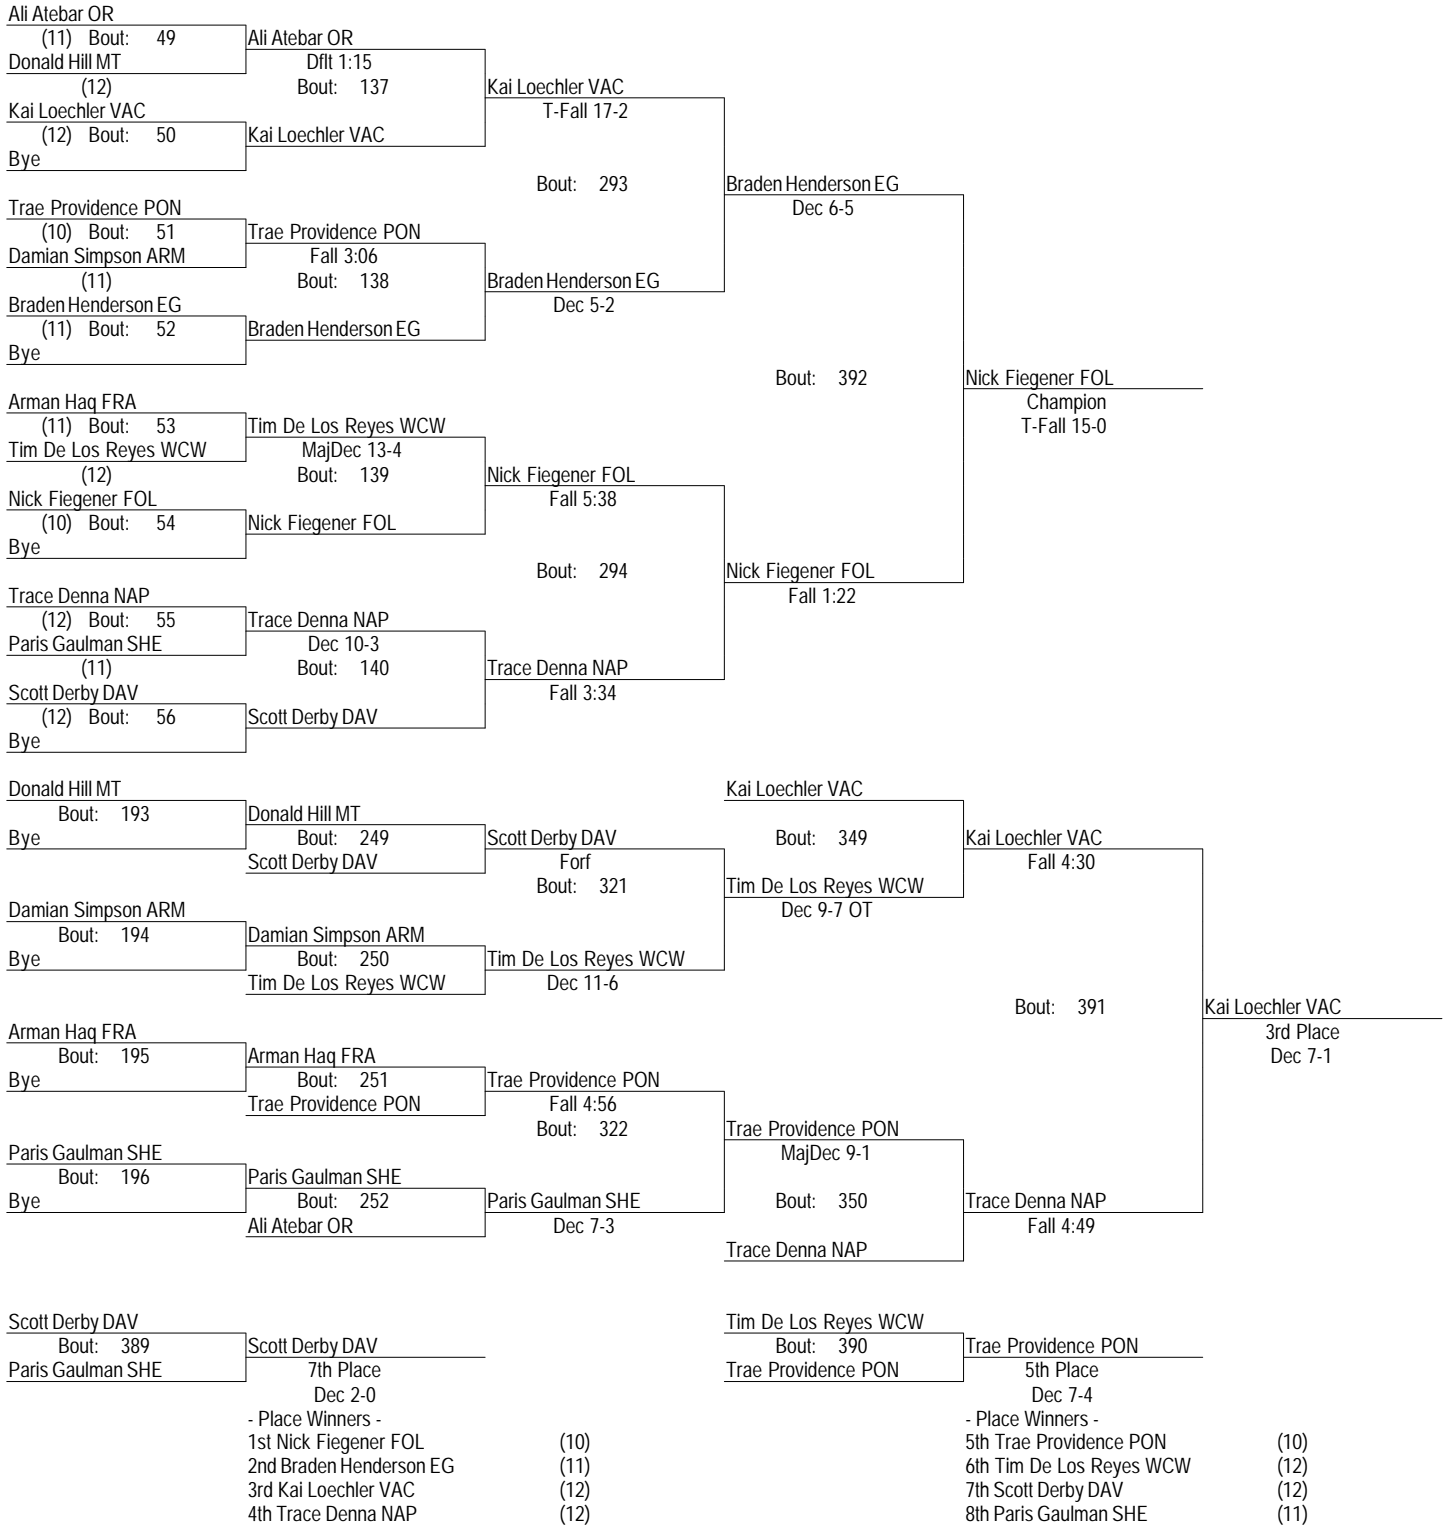 Ali Atebar OR
(11) Bout: 49 Ali Atebar OR
Donald Hill MT Dflt 1:15
(12) Bout: 137 Kai Loechler VAC
Kai Loechler VAC T-Fall 17-2
(12) Bout: 50 Kai Loechler VAC
Bye
Bout: 293 Braden Henderson EG
Trae Providence PON Dec 6-5
(10) Bout: 51 Trae Providence PON
Damian Simpson ARM Fall 3:06
(11) Bout: 138 Braden Henderson EG
Braden Henderson EG Dec 5-2
(11) Bout: 52 Braden Henderson EG
Bye
Bout: 392 Nick Fiegener FOL
Arman Haq FRA Champion
(11) Bout: 53 Tim De Los Reyes WCW T-Fall 15-0
Tim De Los Reyes WCW MajDec 13-4
(12) Bout: 139 Nick Fiegener FOL
Nick Fiegener FOL Fall 5:38
(10) Bout: 54 Nick Fiegener FOL
Bye
Bout: 294 Nick Fiegener FOL
Trace Denna NAP Fall 1:22
(12) Bout: 55 Trace Denna NAP
Paris Gaulman SHE Dec 10-3
(11) Bout: 140 Trace Denna NAP
Scott Derby DAV Fall 3:34
(12) Bout: 56 Scott Derby DAV
Bye
Donald Hill MT Kai Loechler VAC
Bout: 193 Donald Hill MT
Bye Bout: 249 Scott Derby DAV Bout: 349 Kai Loechler VAC
Scott Derby DAV Forf Fall 4:30
Bout: 321 Tim De Los Reyes WCW
Damian Simpson ARM Dec 9-7 OT
Bout: 194 Damian Simpson ARM
Bye Bout: 250 Tim De Los Reyes WCW
Tim De Los Reyes WCW Dec 11-6
Bout: 391 Kai Loechler VAC
Arman Haq FRA 3rd Place
Bout: 195 Arman Haq FRA Dec 7-1
Bye Bout: 251 Trae Providence PON
Trae Providence PON Fall 4:56
Bout: 322 Trae Providence PON
Paris Gaulman SHE MajDec 9-1
Bout: 196 Paris Gaulman SHE
Bye Bout: 252 Paris Gaulman SHE Bout: 350 Trace Denna NAP
Ali Atebar OR Dec 7-3 Fall 4:49
Trace Denna NAP
Scott Derby DAV Tim De Los Reyes WCW
Bout: 389 Scott Derby DAV Bout: 390 Trae Providence PON
Paris Gaulman SHE 7th Place Trae Providence PON 5th Place
Dec 2-0 Dec 7-4
- Place Winners - - Place Winners -
1st Nick Fiegener FOL (10) 5th Trae Providence PON (10)
2nd Braden Henderson EG (11) 6th Tim De Los Reyes WCW (12)
3rd Kai Loechler VAC (12) 7th Scott Derby DAV (12)
4th Trace Denna NAP (12) 8th Paris Gaulman SHE (11)